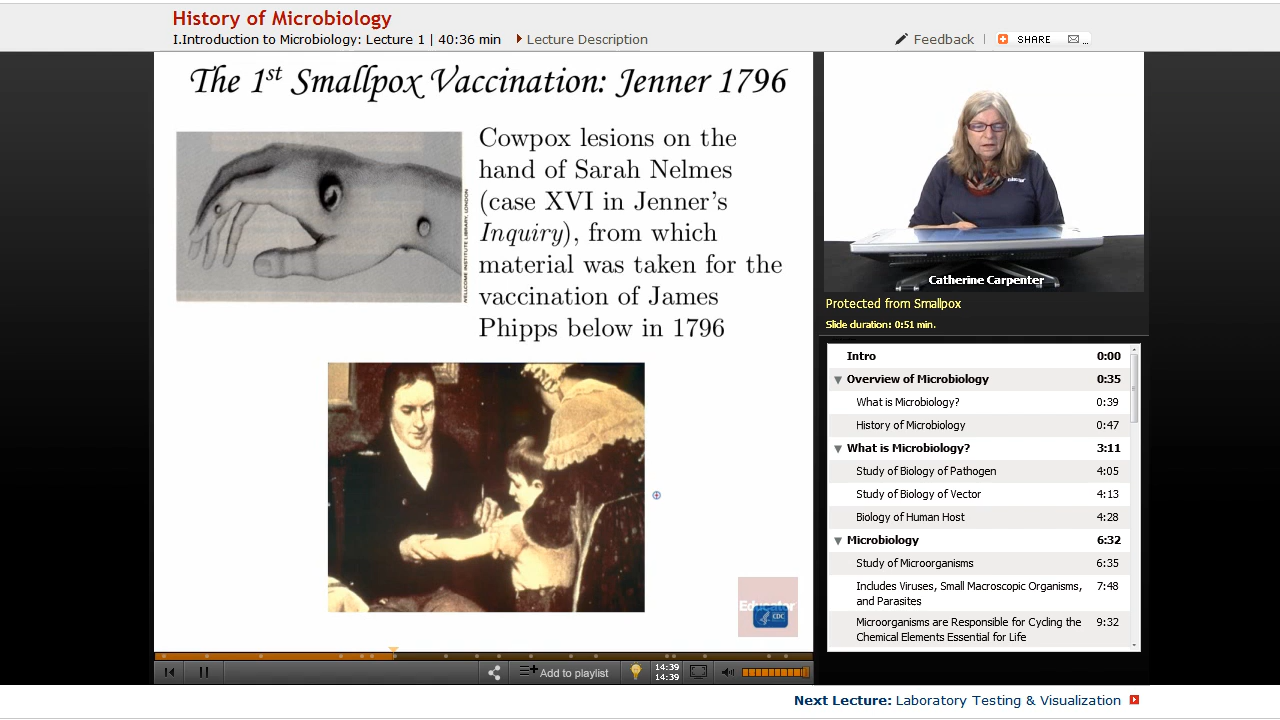 History of Microbiology
I.Introduction to Microbiology: Lecture 1 | 40:36 min
Lecture Description
Feedback
SHARE
The 1st Smallpox Vaccination: Jenner 1796
Cowpox lesions on the
hand of Sarah Nelmes
(case XVI in Jenner's
Inquiry), from which
material was taken for the
vaccination of James
Phipps below in 1796
WELLCOME INSTITUTE LIBRARY, LONDON
Educator
CDC
Catherine Carpenter
Protected from Smallpox
Slide duration: 0:51 min.
Intro 0:00
Overview of Microbiology 0:35
What is Microbiology? 0:39
History of Microbiology 0:47
What is Microbiology? 3:11
Study of Biology of Pathogen 4:05
Study of Biology of Vector 4:13
Biology of Human Host 4:28
Microbiology 6:32
Study of Microorganisms 6:35
Includes Viruses, Small Macroscopic Organisms, 7:48
and Parasites
Microorganisms are Responsible for Cycling the 9:32
Chemical Elements Essential for Life
Add to playlist
14:39
14:39
Next Lecture: Laboratory Testing & Visualization